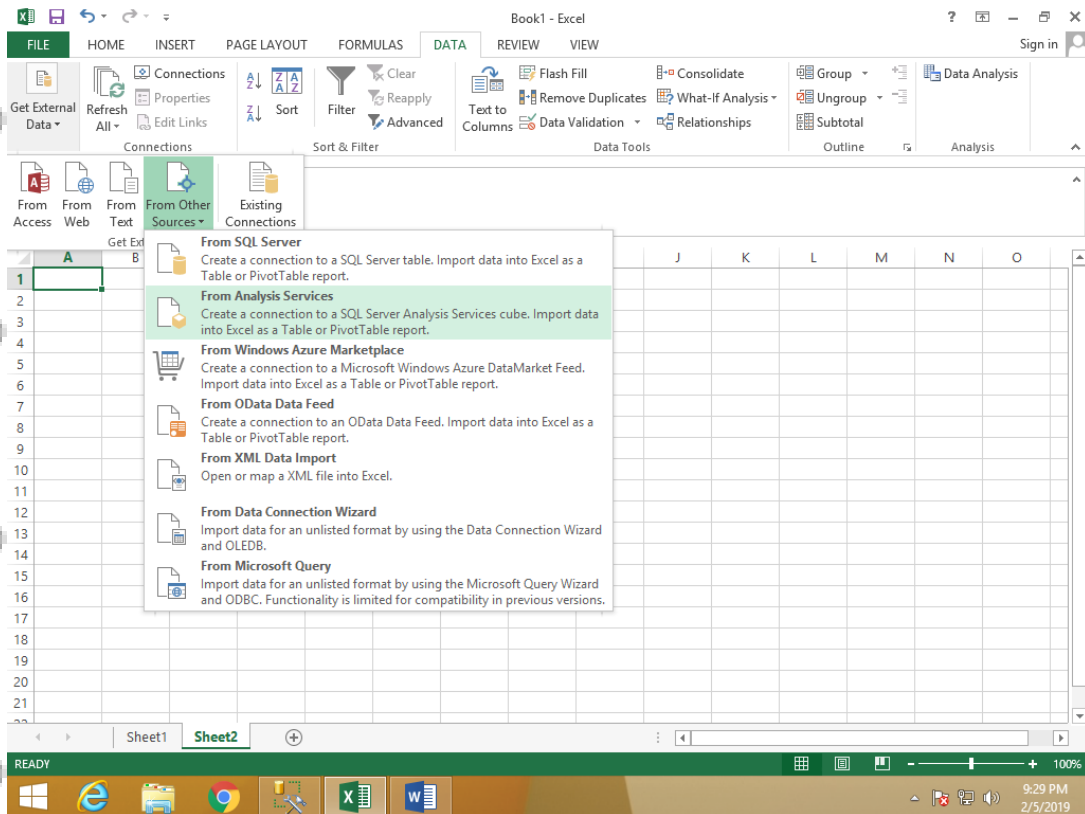 Book1 - Excel
FILE HOME INSERT PAGE LAYOUT FORMULAS DATA REVIEW VIEW Sign in
Get External Data
Refresh All
Connections
Properties
Edit Links
Connections
Sort
Filter
Clear
Reapply
Advanced
Sort & Filter
Text to Columns
Flash Fill
Remove Duplicates
Data Validation
Consolidate
What-If Analysis
Relationships
Data Tools
Group
Ungroup
Subtotal
Outline
Data Analysis
Analysis
From Access
From Web
From Text
From Other Sources
Existing Connections
Get Ext
From SQL Server
Create a connection to a SQL Server table. Import data into Excel as a
Table or PivotTable report.
From Analysis Services
Create a connection to a SQL Server Analysis Services cube. Import data
into Excel as a Table or PivotTable report.
From Windows Azure Marketplace
Create a connection to a Microsoft Windows Azure DataMarket Feed.
Import data into Excel as a Table or PivotTable report.
From OData Data Feed
Create a connection to an OData Data Feed. Import data into Excel as a
Table or PivotTable report.
From XML Data Import
Open or map a XML file into Excel.
From Data Connection Wizard
Import data for an unlisted format by using the Data Connection Wizard
and OLEDB.
From Microsoft Query
Import data for an unlisted format by using the Microsoft Query Wizard
and ODBC. Functionality is limited for compatibility in previous versions.
A B J K L M N O
1
2
3
4
5
6
7
8
9
10
11
12
13
14
15
16
17
18
19
20
21
Sheet1 Sheet2
READY 100%
9:29 PM
2/5/2019